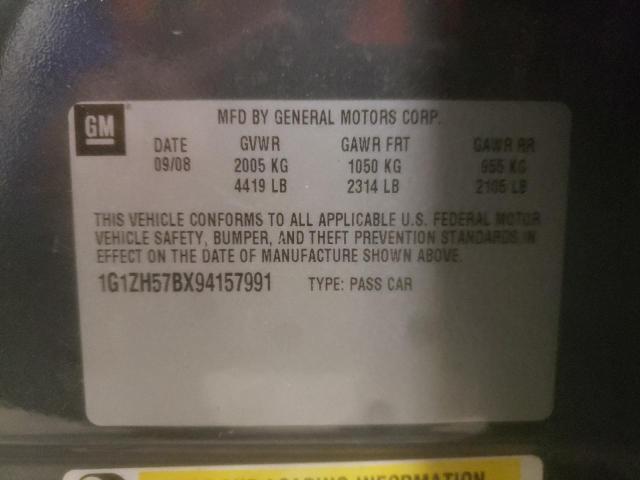 GM
MFD BY GENERAL MOTORS CORP.
DATE GVWR GAWR FRT GAWR RR
09/08 2005 KG 1050 KG 955 KG
4419 LB 2314 LB 2105 LB
THIS VEHICLE CONFORMS TO ALL APPLICABLE U.S. FEDERAL MOTOR
VEHICLE SAFETY, BUMPER, AND THEFT PREVENTION STANDARDS IN
EFFECT ON THE DATE OF MANUFACTURE SHOWN ABOVE.
1G1ZH57BX94157991 TYPE: PASS CAR
LOADING INFORMATION